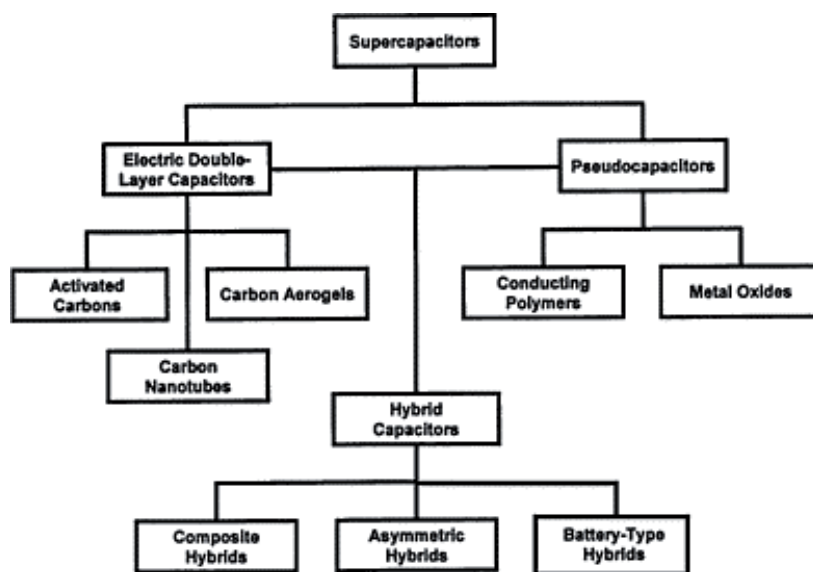 Supercapacitors
Electric Double-
Layer Capacitors
Pseudocapacitors
Activated
Carbons
Carbon Aerogels
Conducting
Polymers
Metal Oxides
Carbon
Nanotubes
Hybrid
Capacitors
Composite
Hybrids
Asymmetric
Hybrids
Battery-Type
Hybrids